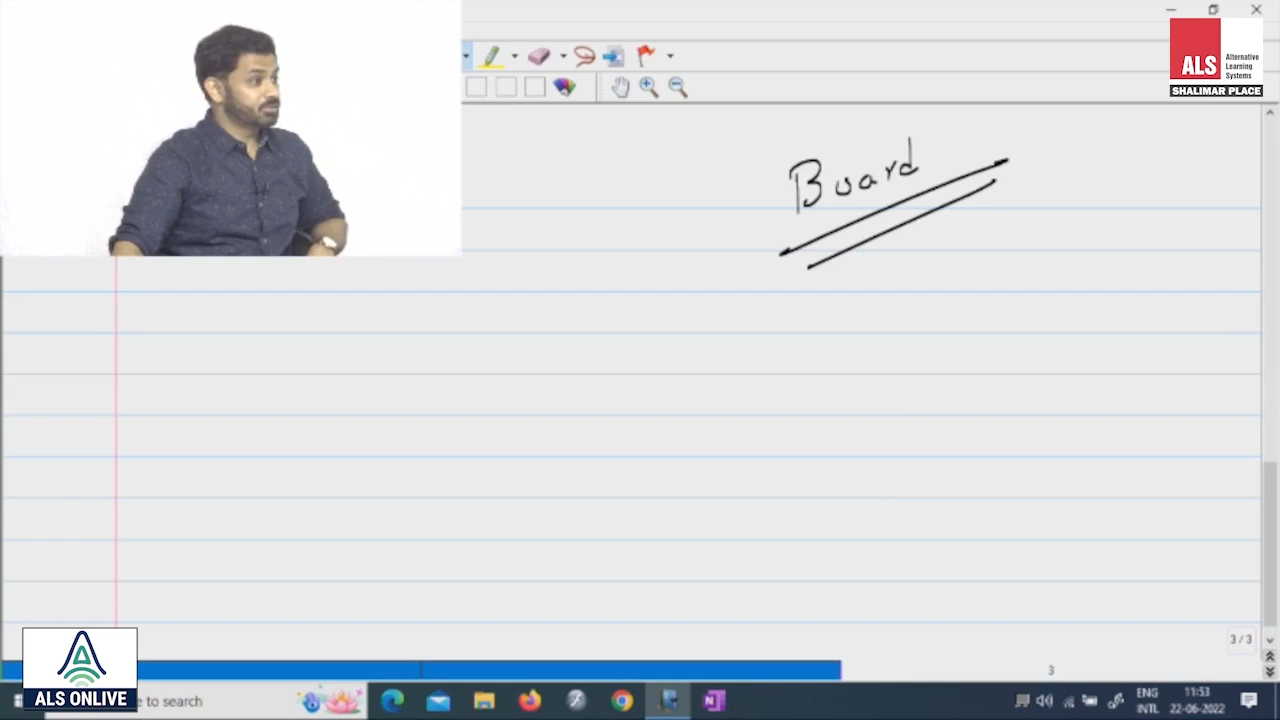 ALS
Alternative
Learning
Systems
SHALIMAR PLACE
Board
3 / 3
3
ALS ONLIVE
e to search
ENG
INTL
11:53
22-06-2022